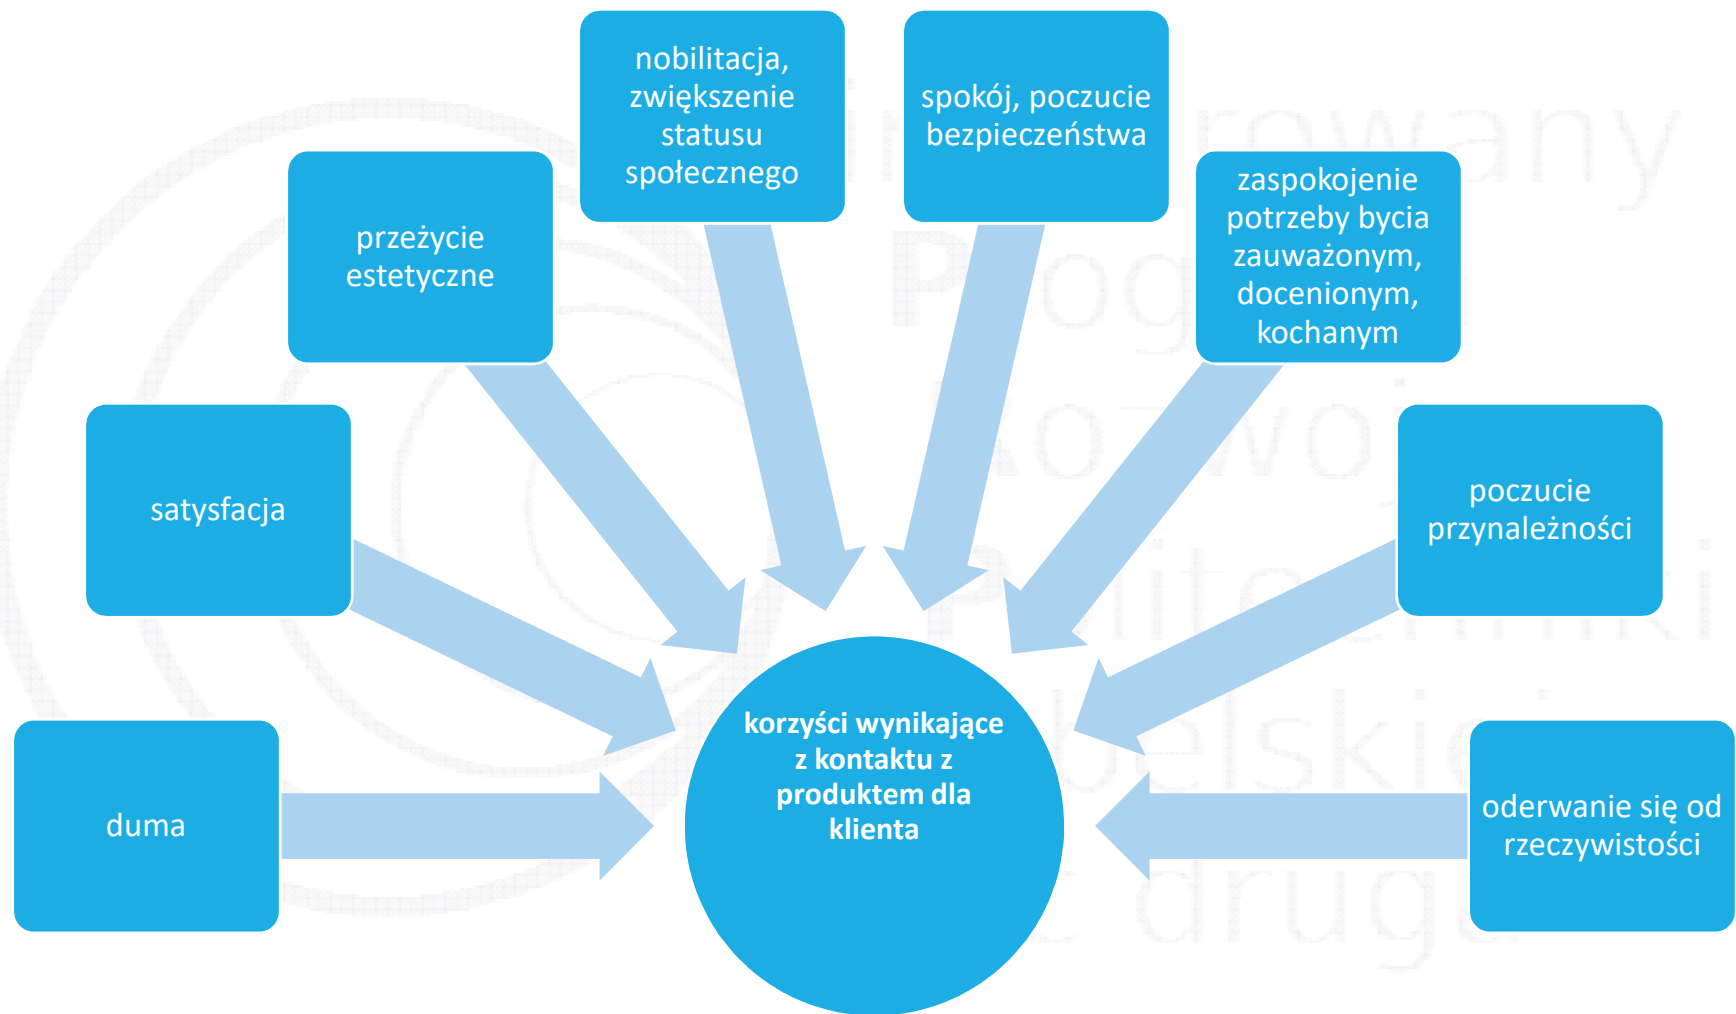 nobilitacja,
zwiększenie
statusu
społecznego
spokój, poczucie
bezpieczeństwa
przeżycie
estetyczne
zaspokojenie
potrzeby bycia
zauważonym,
docenionym,
kochanym
satysfacja
poczucie
przynależności
duma
korzyści wynikające
z kontaktu z
produktem dla
klienta
oderwanie się od
rzeczywistości